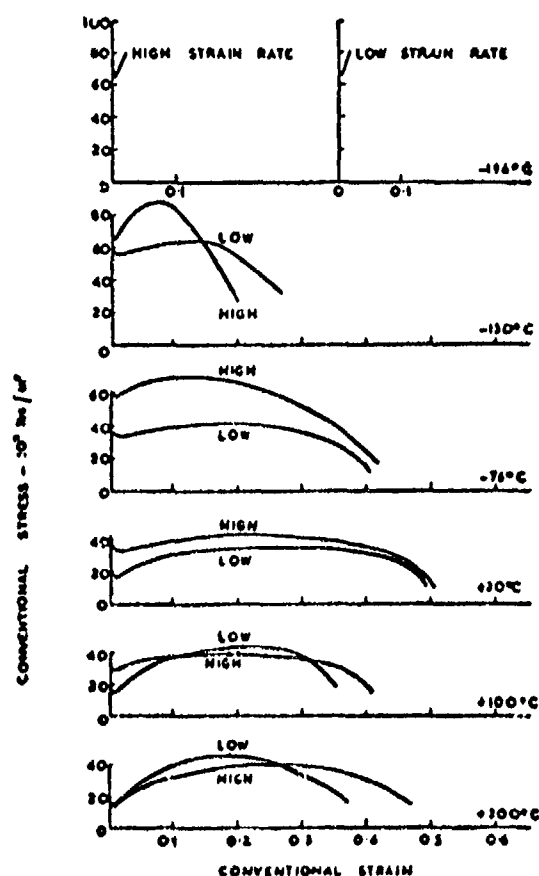 100
80
60
40
20
0
HIGH STRAIN RATE
LOW STRAIN RATE
0·1
0
0·1
-196°C
80
60
40
20
0
LOW
HIGH
-130°C
60
40
20
0
HIGH
LOW
-76°C
40
20
0
HIGH
LOW
+20°C
40
20
0
LOW
HIGH
+100°C
40
20
0
LOW
HIGH
+200°C
0·1
0·2
0·3
0·4
0·5
0·6
CONVENTIONAL STRAIN
CONVENTIONAL STRESS –